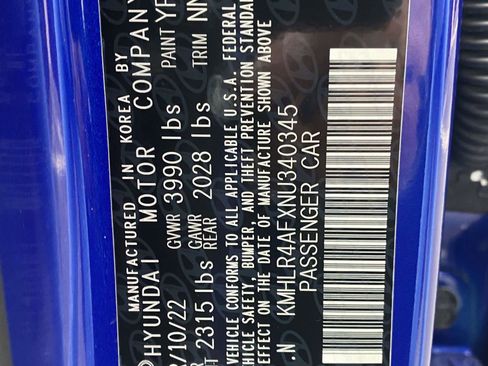 MANUFACTURED IN KOREA BY
HYUNDAI MOTOR COMPANY
/10/22 GVWR 3990 lbs PAINT
2315 lbs GAWR REAR 2028 lbs TRIM
VEHICLE CONFORMS TO ALL APPLICABLE U.S.A. FEDERAL
VEHICLE SAFETY, BUMPER, AND THEFT PREVENTION STANDAR
EFFECT ON THE DATE OF MANUFACTURE SHOWN ABOVE
.N KMHLR4AFXNU340345
PASSENGER CAR